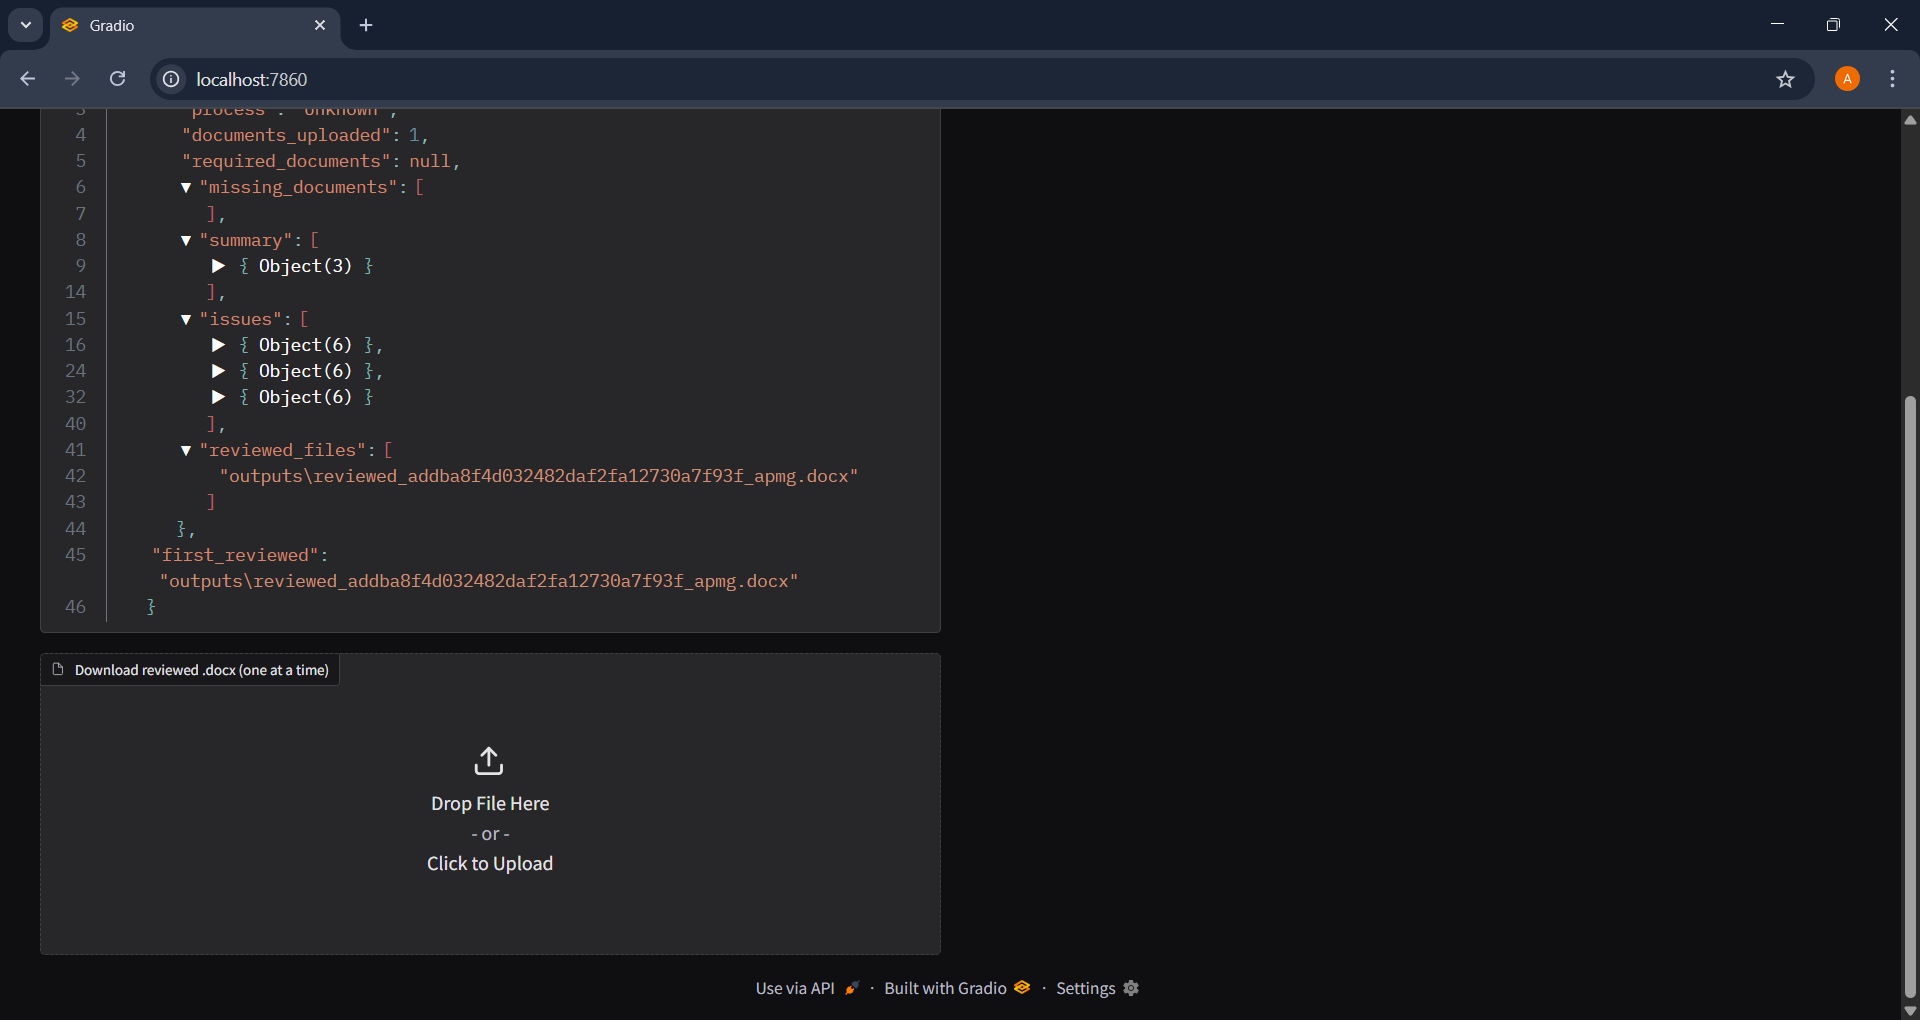 Gradio
localhost:7860
3 "process": "unknown",
4 "documents_uploaded": 1,
5 "required_documents": null,
6 ▼ "missing_documents": [
7 ],
8 ▼ "summary": [
9 ▶ { Object(3) }
14 ],
15 ▼ "issues": [
16 ▶ { Object(6) },
24 ▶ { Object(6) },
32 ▶ { Object(6) }
40 ],
41 ▼ "reviewed_files": [
42 "outputs\reviewed_addba8f4d032482daf2fa12730a7f93f_apmg.docx"
43 ]
44 },
45 "first_reviewed":
"outputs\reviewed_addba8f4d032482daf2fa12730a7f93f_apmg.docx"
46 }
Download reviewed .docx (one at a time)
Drop File Here
- or -
Click to Upload
Use via API · Built with Gradio · Settings
A